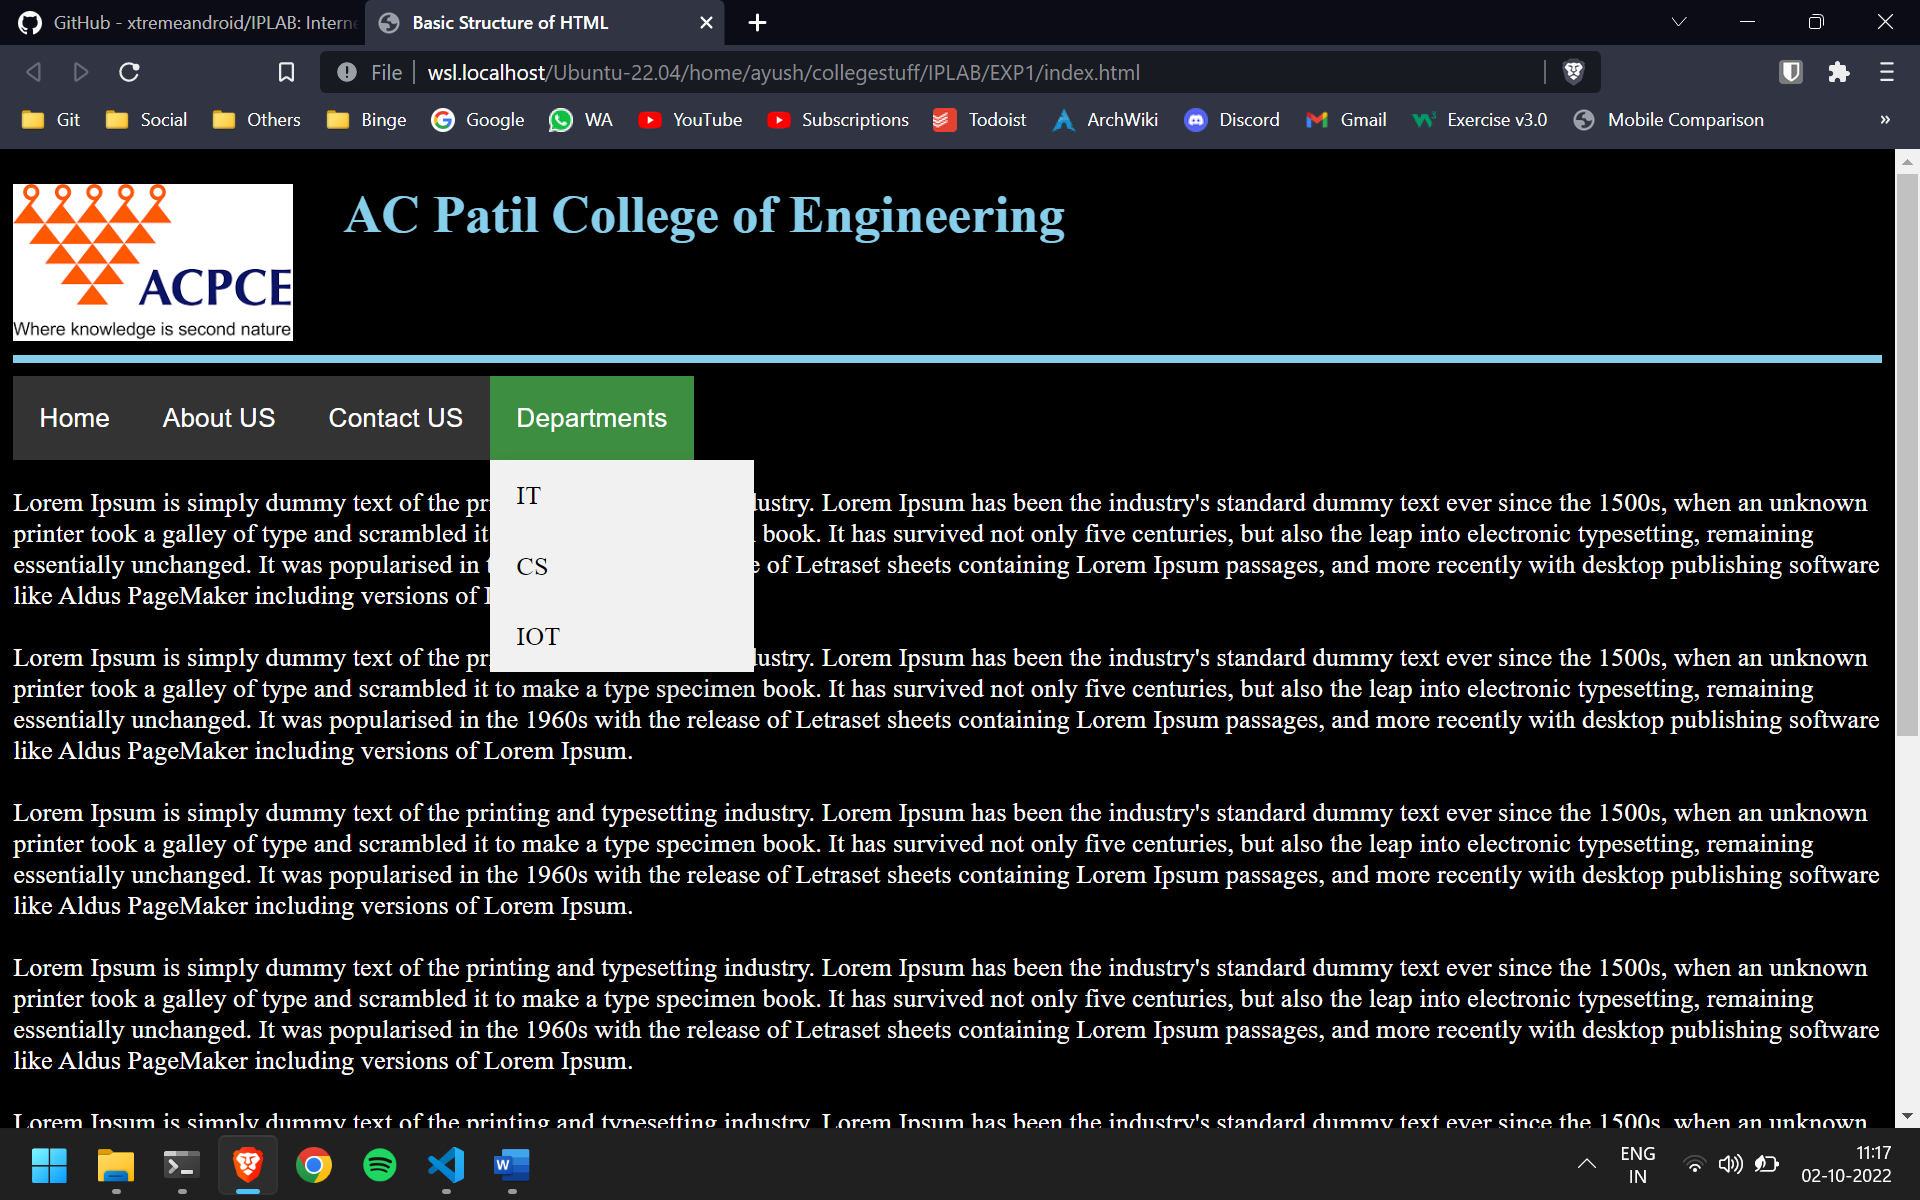 GitHub - xtremeandroid/IPLAB: Intern
Basic Structure of HTML
File wsl.localhost/Ubuntu-22.04/home/ayush/collegestuff/IPLAB/EXP1/index.html
Git Social Others Binge Google WA YouTube Subscriptions Todoist ArchWiki Discord Gmail Exercise v3.0 Mobile Comparison »
ACPCE
Where knowledge is second nature
AC Patil College of Engineering
Home About US Contact US Departments
IT
CS
IOT
Lorem Ipsum is simply dummy text of the pr lustry. Lorem Ipsum has been the industry's standard dummy text ever since the 1500s, when an unknown
printer took a galley of type and scrambled it book. It has survived not only five centuries, but also the leap into electronic typesetting, remaining
essentially unchanged. It was popularised in t e of Letraset sheets containing Lorem Ipsum passages, and more recently with desktop publishing software
like Aldus PageMaker including versions of I
Lorem Ipsum is simply dummy text of the pr lustry. Lorem Ipsum has been the industry's standard dummy text ever since the 1500s, when an unknown
printer took a galley of type and scrambled it to make a type specimen book. It has survived not only five centuries, but also the leap into electronic typesetting, remaining
essentially unchanged. It was popularised in the 1960s with the release of Letraset sheets containing Lorem Ipsum passages, and more recently with desktop publishing software
like Aldus PageMaker including versions of Lorem Ipsum.
Lorem Ipsum is simply dummy text of the printing and typesetting industry. Lorem Ipsum has been the industry's standard dummy text ever since the 1500s, when an unknown
printer took a galley of type and scrambled it to make a type specimen book. It has survived not only five centuries, but also the leap into electronic typesetting, remaining
essentially unchanged. It was popularised in the 1960s with the release of Letraset sheets containing Lorem Ipsum passages, and more recently with desktop publishing software
like Aldus PageMaker including versions of Lorem Ipsum.
Lorem Ipsum is simply dummy text of the printing and typesetting industry. Lorem Ipsum has been the industry's standard dummy text ever since the 1500s, when an unknown
printer took a galley of type and scrambled it to make a type specimen book. It has survived not only five centuries, but also the leap into electronic typesetting, remaining
essentially unchanged. It was popularised in the 1960s with the release of Letraset sheets containing Lorem Ipsum passages, and more recently with desktop publishing software
like Aldus PageMaker including versions of Lorem Ipsum.
Lorem Ipsum is simply dummy text of the printing and typesetting industry. Lorem Ipsum has been the industry's standard dummy text ever since the 1500s, when an unknown
ENG
IN
11:17
02-10-2022